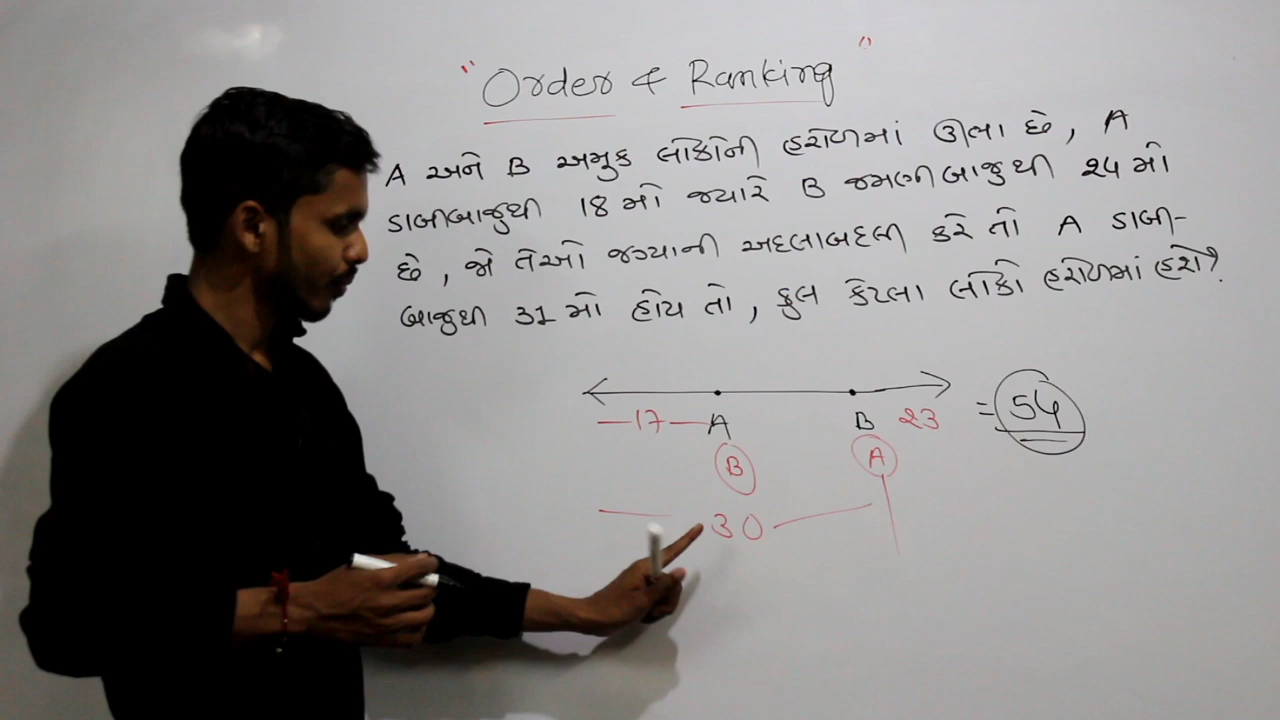 "Order & Ranking"
A અને B અમુક લોકોની હરોળમાં ઊભા છે, A
ડાબીબાજુથી 18 મો જ્યારે B જમણીબાજુથી 24 મો
છે, જો તેઓ જગ્યાની અદલાબદલી કરે તો A ડાબી-
બાજુથી 31 મો હોય તો, કુલ કેટલા લોકો હરોળમાં હશે?
17 A B 23 = 54
B A
30